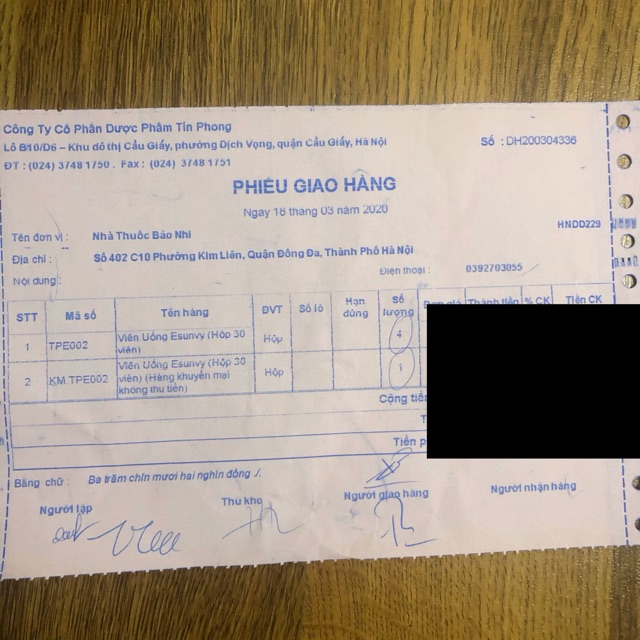 Công Ty Cổ Phần Dược Phẩm Tín Phong
Lô B10/D6 – Khu đô thị Cầu Giấy, phường Dịch Vọng, quận Cầu Giấy, Hà Nội
Số : DH200304336
ĐT : (024) 3748 1750 . Fax : (024) 3748 1751
PHIẾU GIAO HÀNG
Ngày 18 tháng 03 năm 2020
HNDD229
Tên đơn vị : Nhà Thuốc Bảo Nhi
Địa chỉ : Số 402 C10 Phường Kim Liên, Quận Đống Đa, Thành Phố Hà Nội
Nội dung : Điện thoại : 0392703055
STT Mã số Tên hàng ĐVT Số lô Hạn dùng Số lượng Đơn giá Thành tiền % CK Tiền CK
1 TPE002 Viên Uống Esunvy (Hộp 30 viên) Hộp 4
2 KM.TPE002 Viên Uống Esunvy (Hộp 30 viên) (Hàng khuyến mại không thu tiền) Hộp 1
Cộng tiền
Tiền
Bằng chữ : Ba trăm chín mươi hai nghìn đồng ./.
Người lập Thủ kho Người giao hàng Người nhận hàng